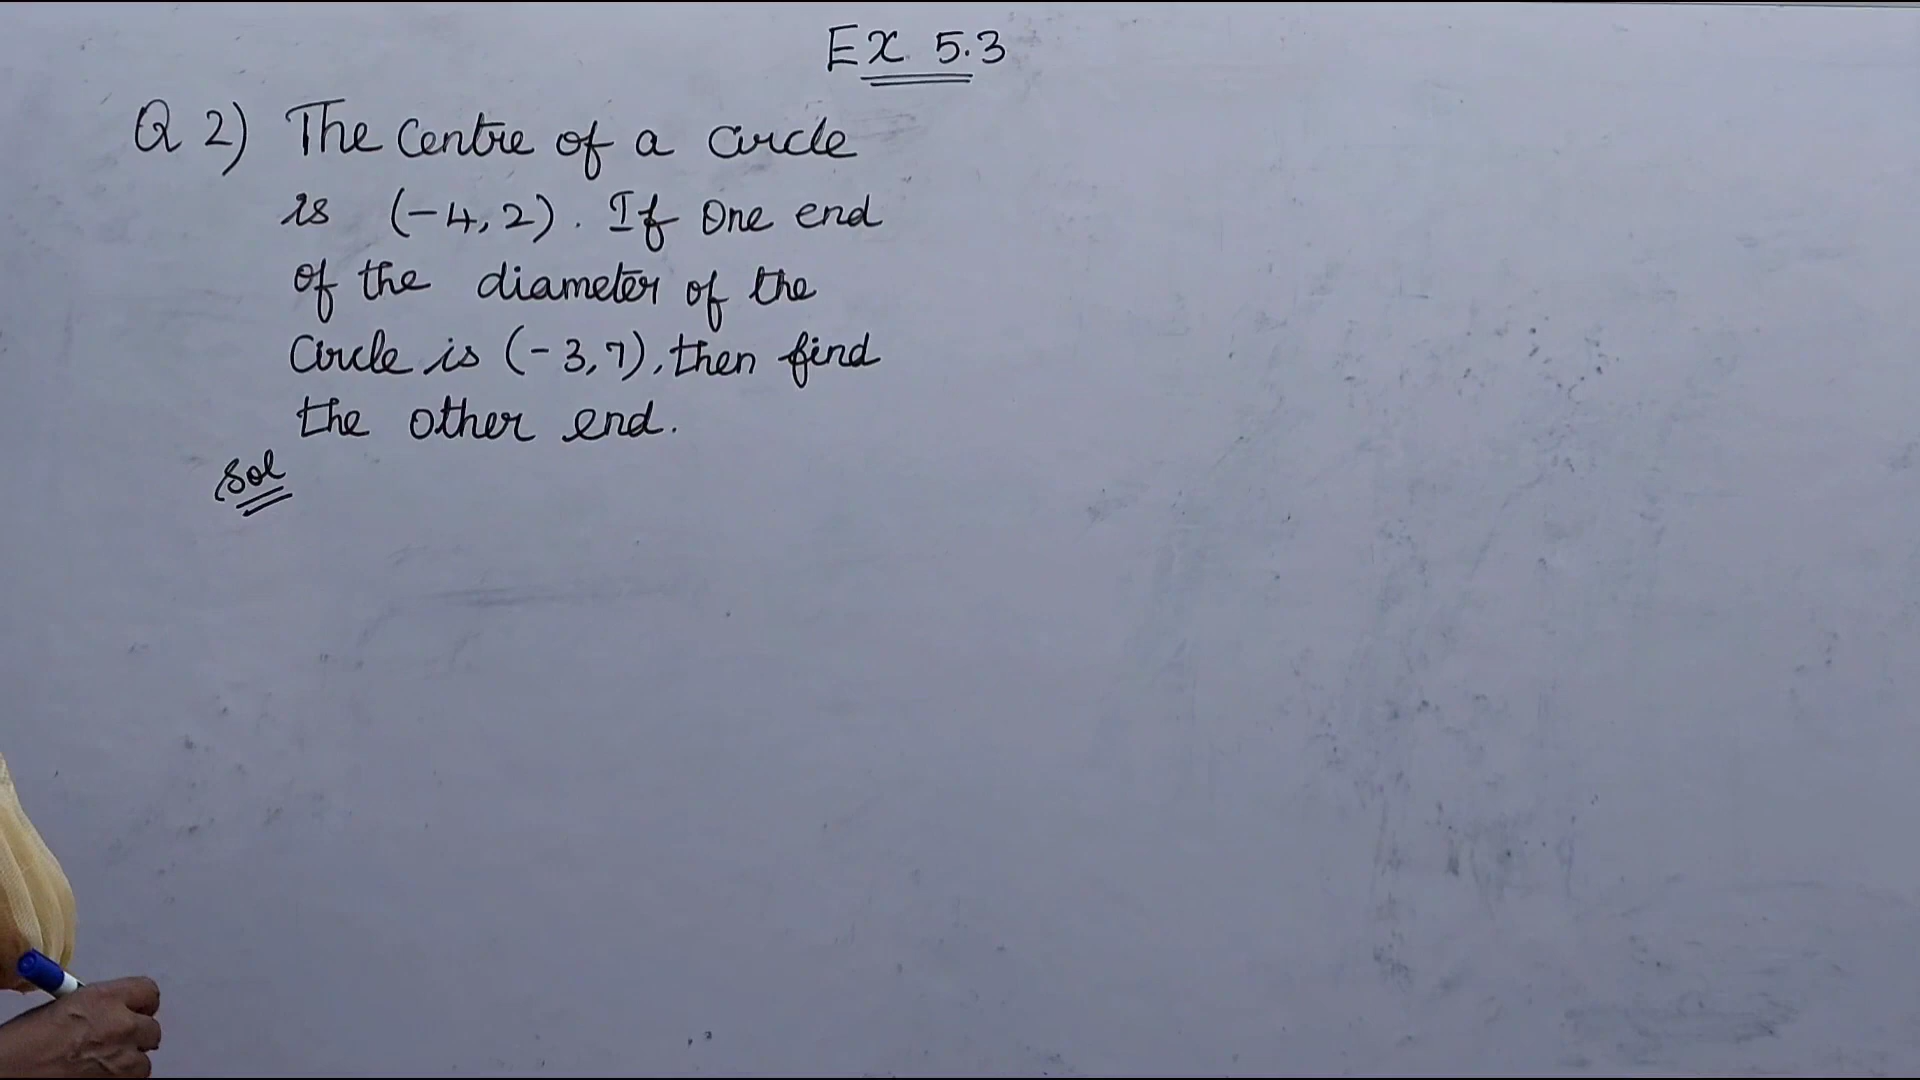 Ex 5.3
Q 2) The Centre of a circle
is (-4,2). If One end
of the diameter of the
Circle is (-3,7), then find
the other end.
Sol